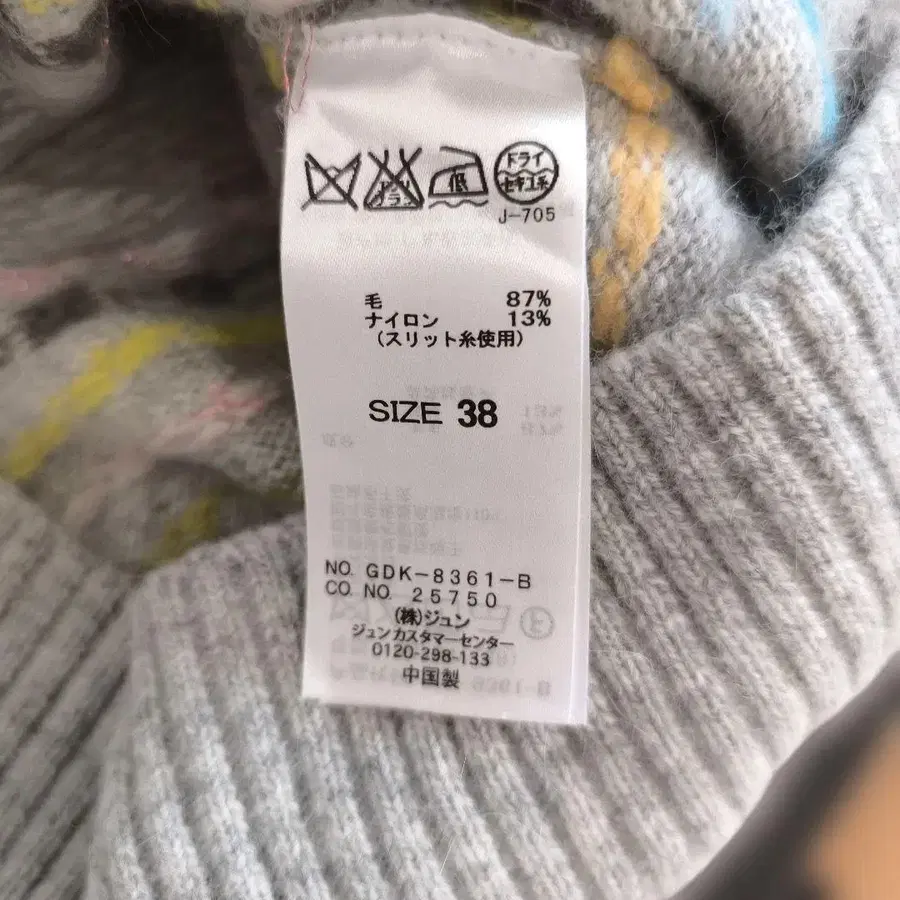 低 ドライ セキユ系
J-705
毛 87%
ナイロン 13%
(スリット糸使用)
SIZE 38
NO. GDK-8361-B
CO. NO. 25750
(株)ジュン
ジュンカスタマーセンター
0120-298-133
中国製